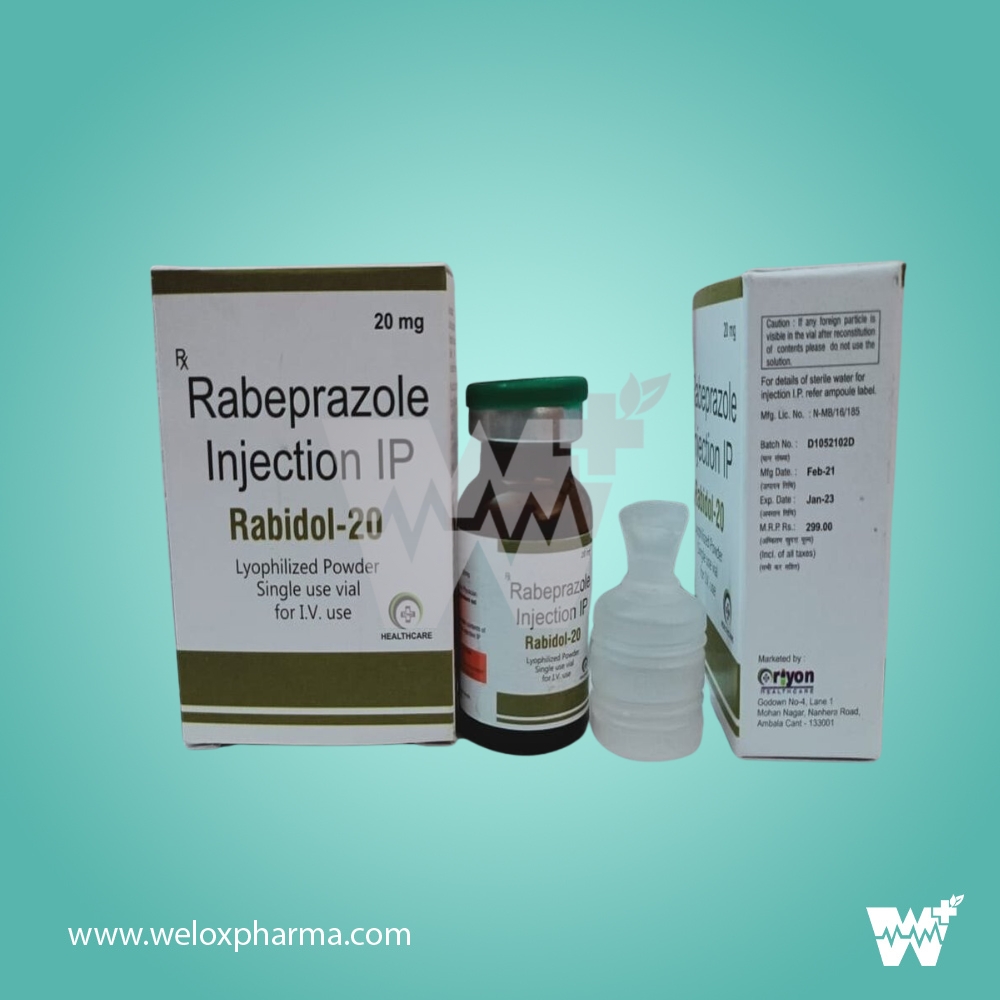 20 mg
Rx
Rabeprazole
Injection IP
Rabidol-20
Lyophilized Powder
Single use vial
for I.V. use
HEALTHCARE
Rabeprazole
Injection IP
Rabidol-20
Lyophilized Powder
Single use vial
for I.V. use
20 mg
Injection IP
Rabidol-20
Caution : If any foreign particle is
visible in the vial after reconstitution
of contents please do not use the
solution.
For details of sterile water for
injection I.P. refer ampoule label.
Mfg. Lic. No. : N-MB/16/185
Batch No. : D1052102D
Mfg Date. : Feb-21
Exp. Date : Jan-23
M.R.P Rs.: 299.00
(Incl. of all taxes)
(सभी कर सहित)
Marketed by :
Oriyon
HEALTHCARE
Godown No-4, Lane 1
Mohan Nagar, Nanhera Road,
Ambala Cant - 133001
www.weloxpharma.com